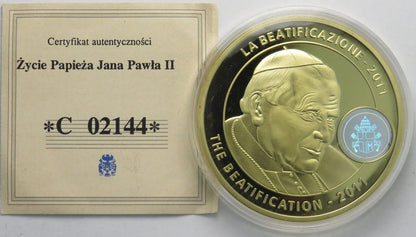 Certyfikat autentyczności
Życie Papieża Jana Pawła II
*C 02144*
LA BEATIFICAZIONE - 2011
THE BEATIFICATION - 2011